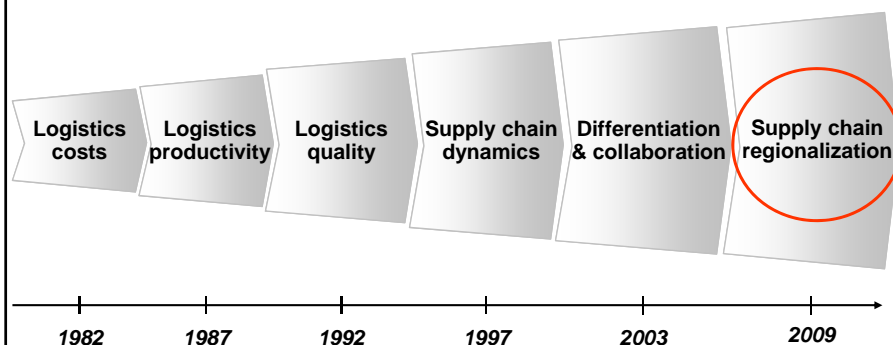 Logistics
costs
Logistics
productivity
Logistics
quality
Supply chain
dynamics
Differentiation
& collaboration
Supply chain
regionalization
1982
1987
1992
1997
2003
2009